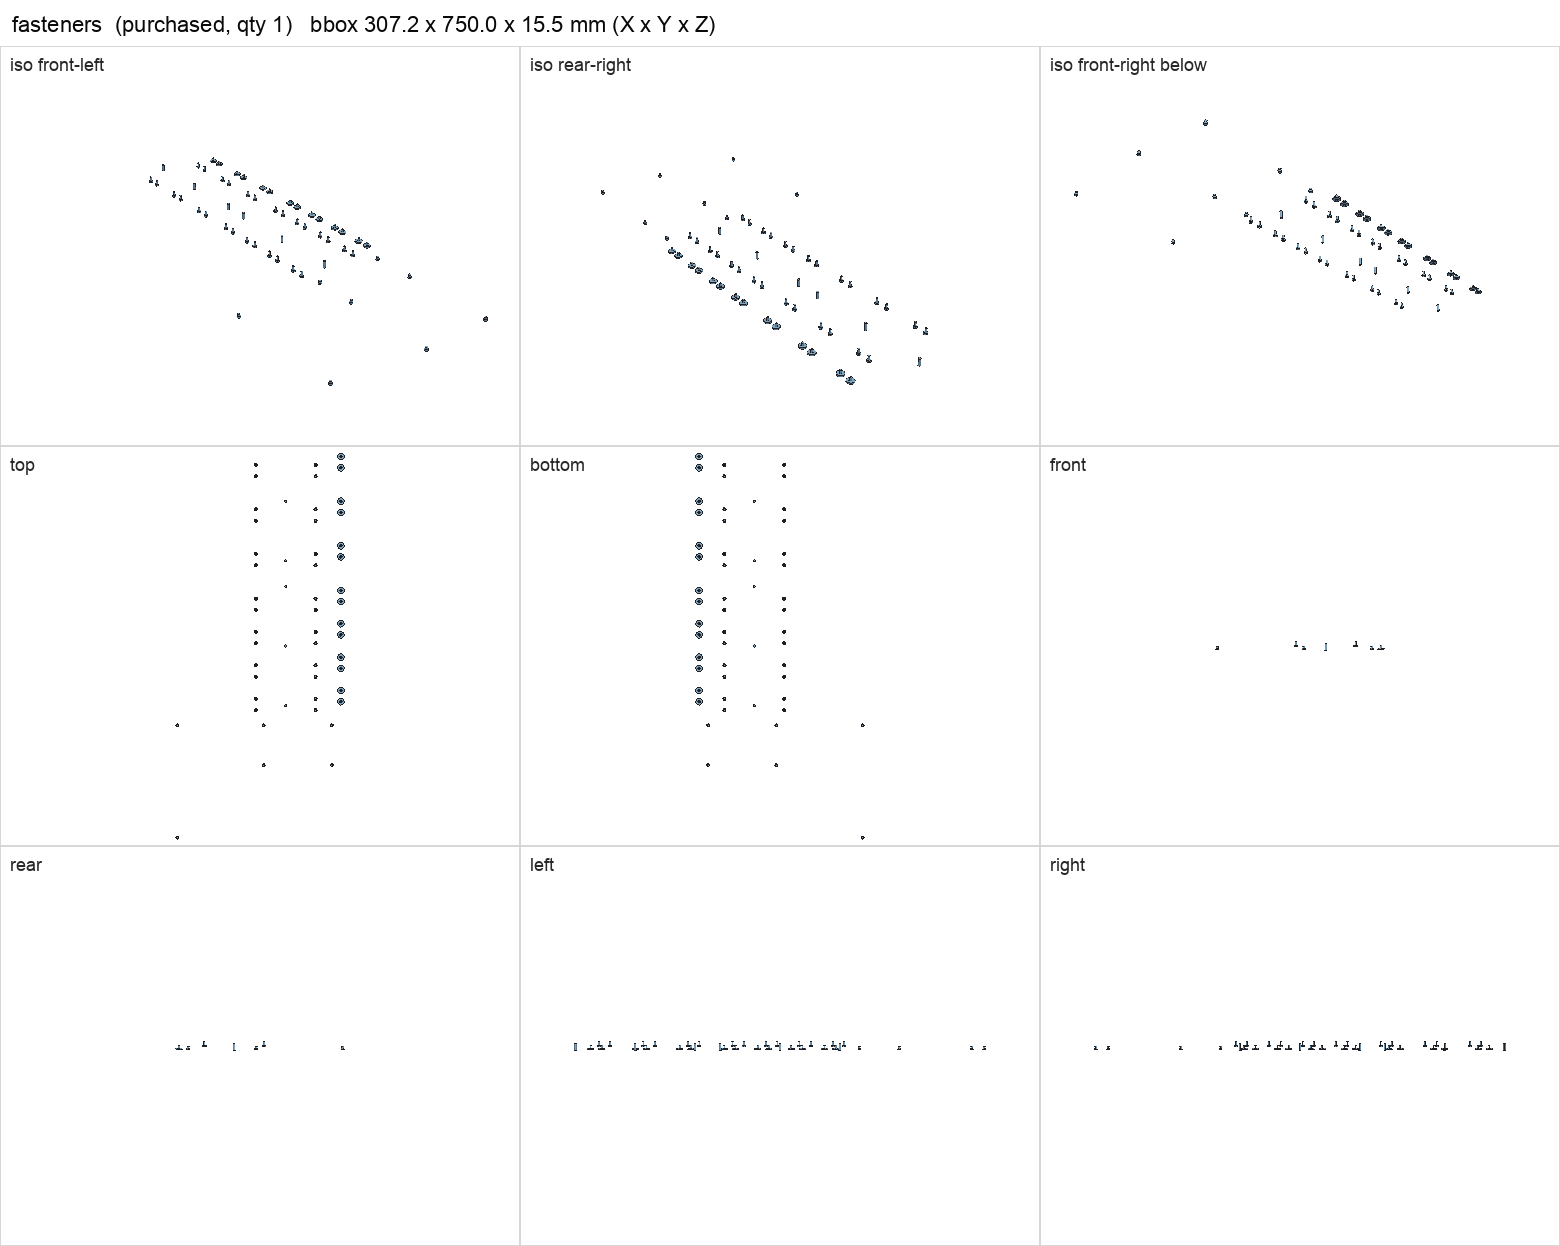 fasteners (purchased, qty 1) bbox 307.2 x 750.0 x 15.5 mm (X x Y x Z)
iso front-left
iso rear-right
iso front-right below
top
bottom
front
rear
left
right